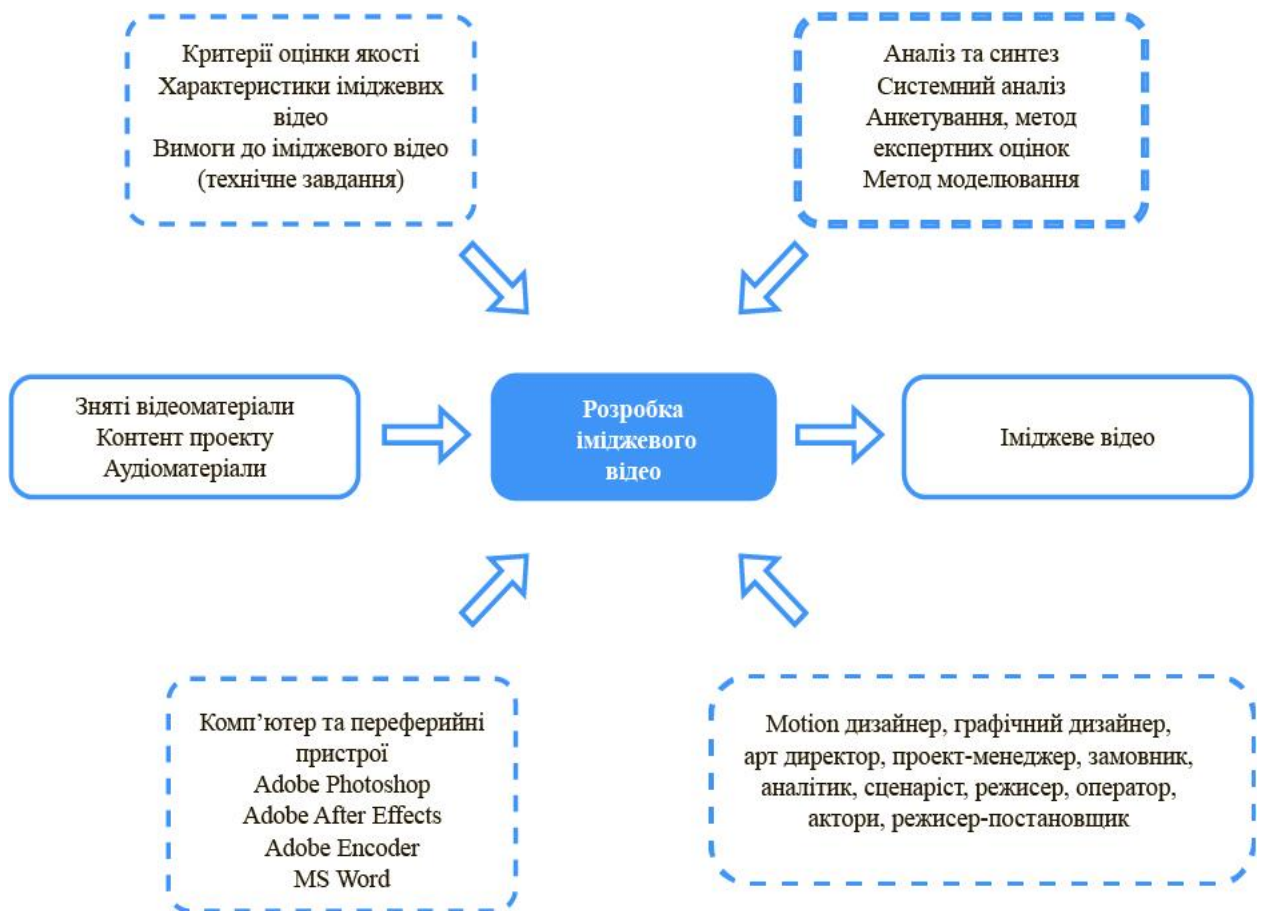 Критерії оцінки якості
Характеристики іміджевих
відео
Вимоги до іміджевого відео
(технічне завдання)
Аналіз та синтез
Системний аналіз
Анкетування, метод
експертних оцінок
Метод моделювання
Зняті відеоматеріали
Контент проекту
Аудіоматеріали
Розробка
іміджевого
відео
Іміджеве відео
Комп’ютер та переферийні
пристрої
Adobe Photoshop
Adobe After Effects
Adobe Encoder
MS Word
Motion дизайнер, графічний дизайнер,
арт директор, проект-менеджер, замовник,
аналітик, сценаріст, режисер, оператор,
актори, режисер-постановщик